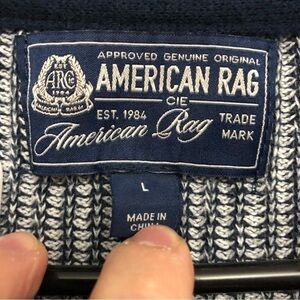 APPROVED GENUINE ORIGINAL
ARC
1984
AMERICAN RAG
CIE
EST. 1984
TRADE
MARK
American Rag
L
MADE IN
CHINA